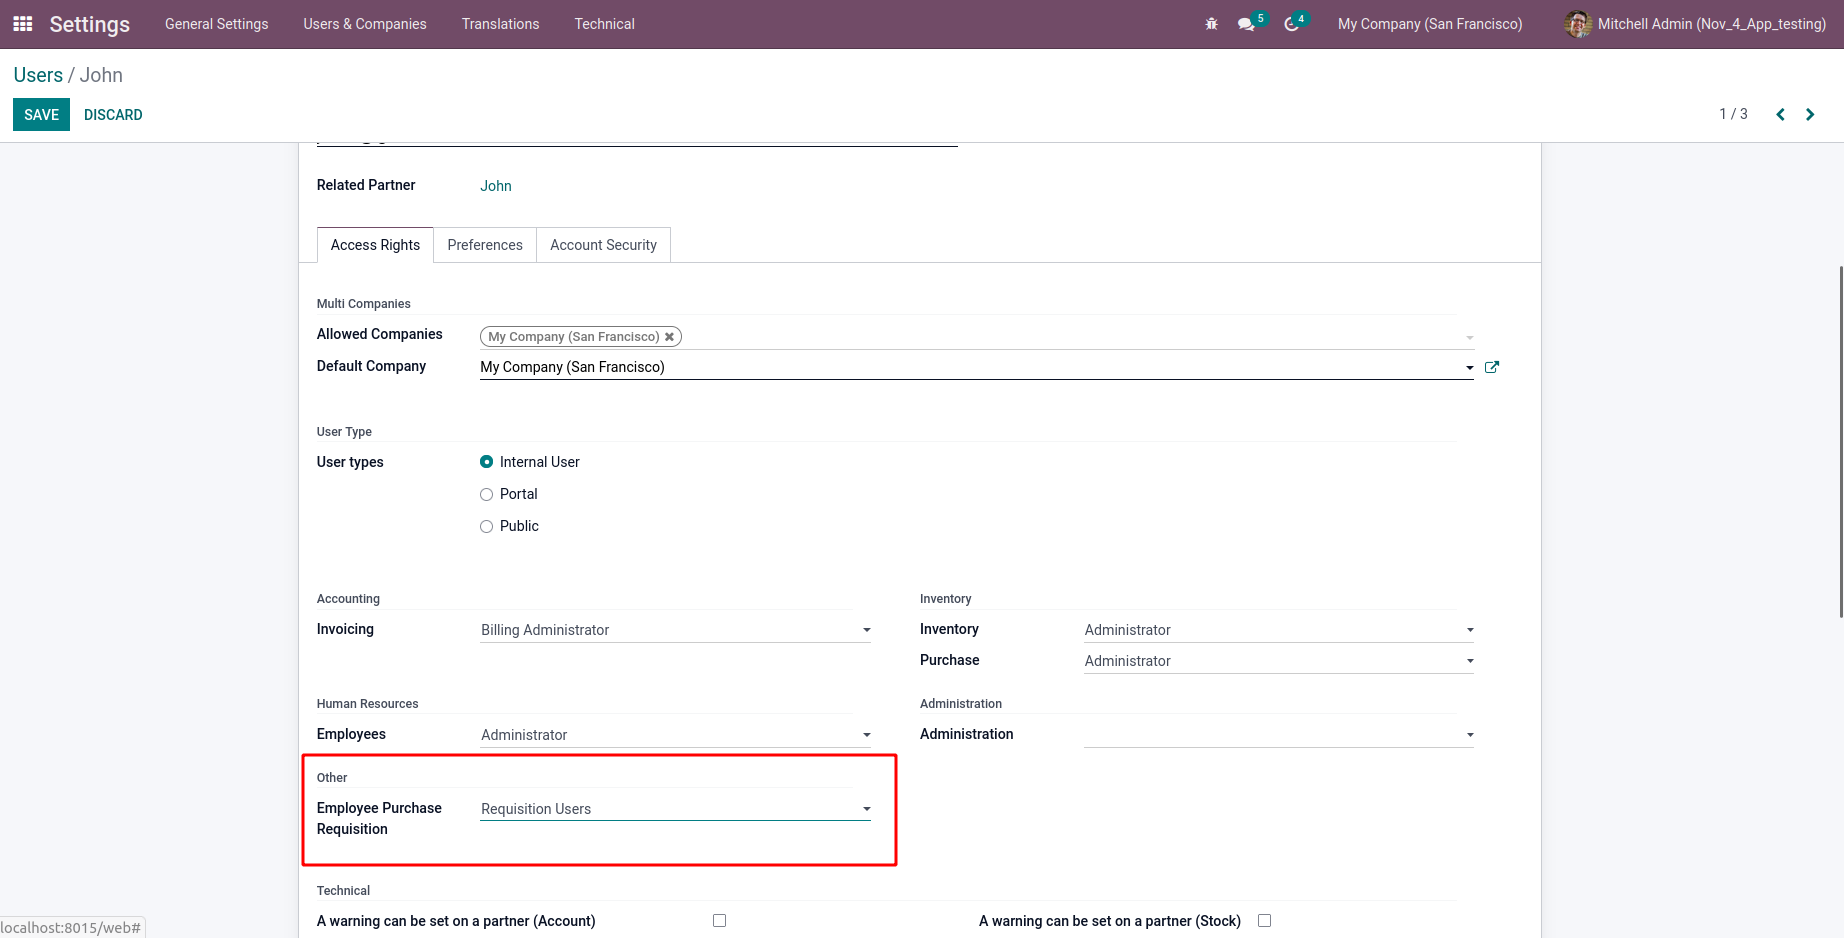 Settings General Settings Users & Companies Translations Technical 5 4 My Company (San Francisco) Mitchell Admin (Nov_4_App_testing)
Users / John
SAVE DISCARD 1 / 3
Related Partner John
Access Rights Preferences Account Security
Multi Companies
Allowed Companies My Company (San Francisco)
Default Company My Company (San Francisco)
User Type
User types Internal User
Portal
Public
Accounting Inventory
Invoicing Billing Administrator Inventory Administrator
Purchase Administrator
Human Resources Administration
Employees Administrator Administration
Other
Employee Purchase Requisition Users
Requisition
Technical
A warning can be set on a partner (Account) A warning can be set on a partner (Stock)
localhost:8015/web#